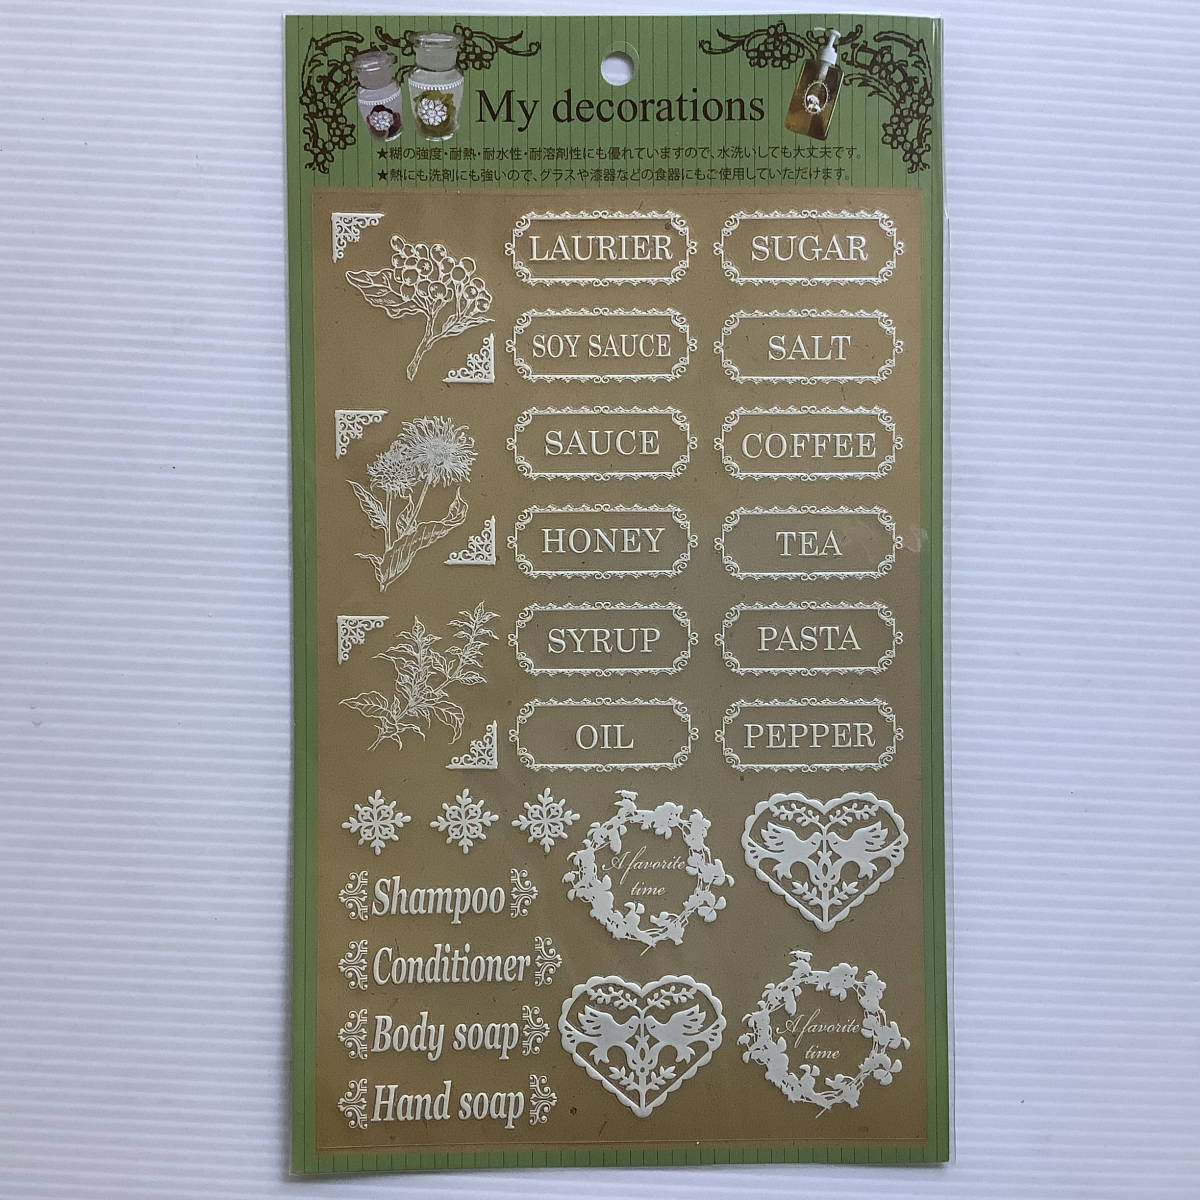 My decorations
★糊の強度・耐熱・耐水性・耐溶剤性にも優れていますので、水洗いしても大丈夫です。
★熱にも洗剤にも強いので、グラスや漆器などの食器にもご使用していただけます。
LAURIER
SUGAR
SOY SAUCE
SALT
SAUCE
COFFEE
HONEY
TEA
SYRUP
PASTA
OIL
PEPPER
A favorite
time
Shampoo
Conditioner
Body soap
Hand soap
A favorite
time